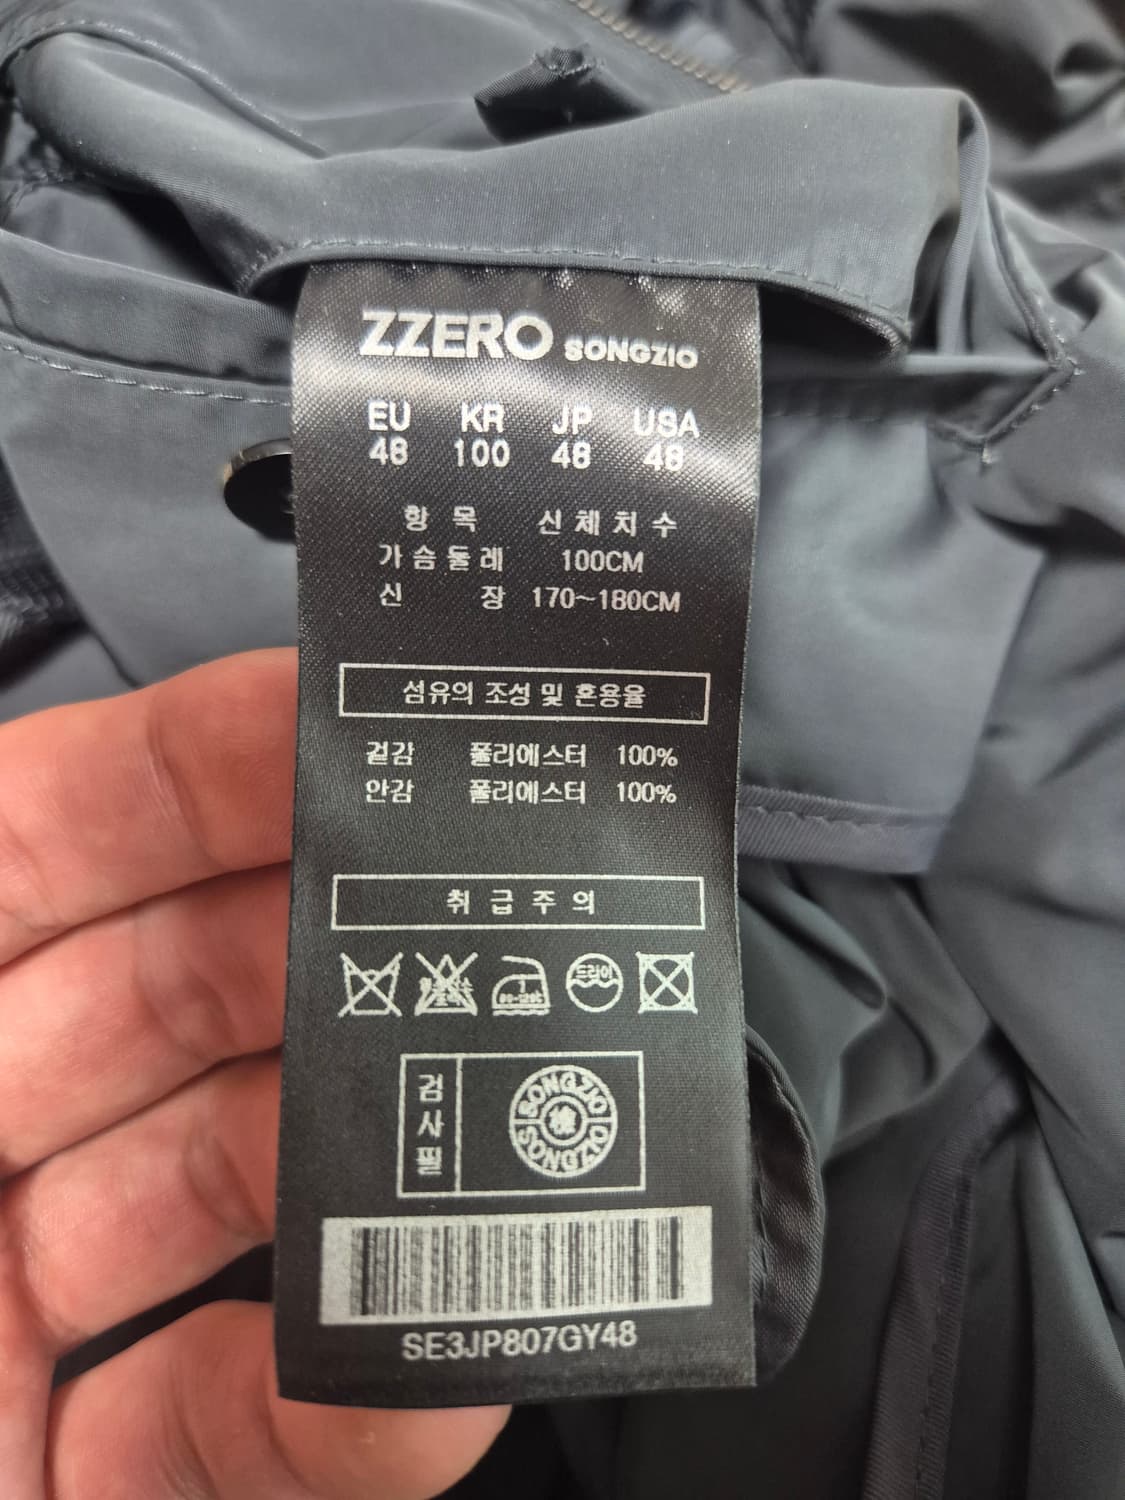 ZZERO SONGZIO
EU KR JP USA
48 100 48 48
항 목 신 체 치 수
가 슴 둘 레 100CM
신 장 170~180CM
섬유의 조성 및 혼용율
겉감 폴리에스터 100%
안감 폴리에스터 100%
취 급 주 의
드라이
검사필
SONGZIO
檢
SONGZIO
SE3JP807GY48